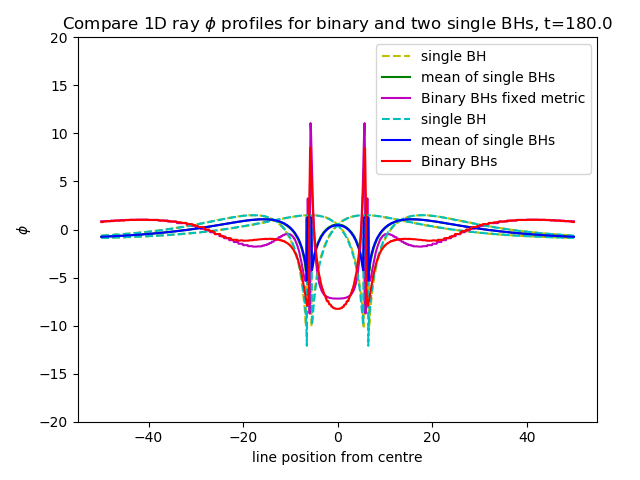 Compare 1D ray ϕ profiles for binary and two single BHs, t=180.0
20
15
10
5
0
−5
−10
−15
−20
ϕ
single BH
mean of single BHs
Binary BHs fixed metric
single BH
mean of single BHs
Binary BHs
−40 −20 0 20 40
line position from centre